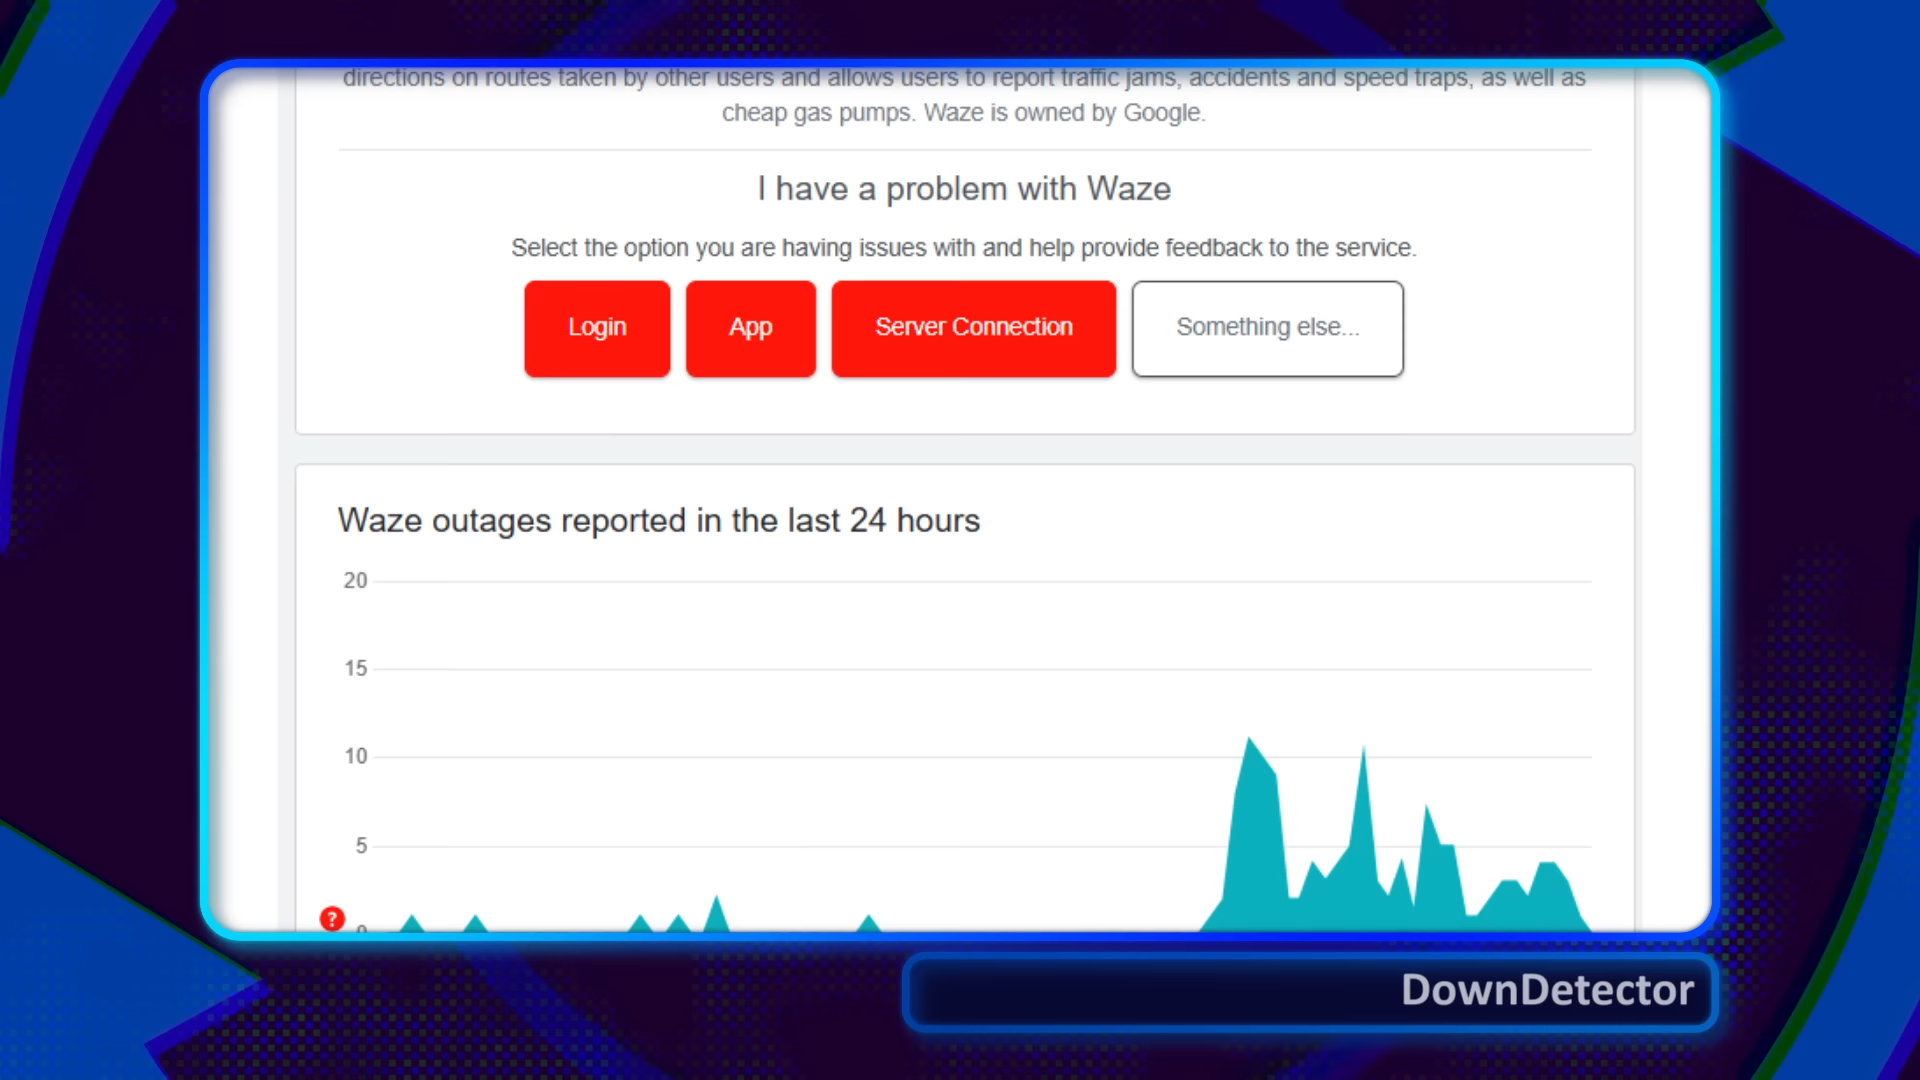 directions on routes taken by other users and allows users to report traffic jams, accidents and speed traps, as well as
cheap gas pumps. Waze is owned by Google.
I have a problem with Waze
Select the option you are having issues with and help provide feedback to the service.
Login
App
Server Connection
Something else...
Waze outages reported in the last 24 hours
20
15
10
5
0
?
DownDetector